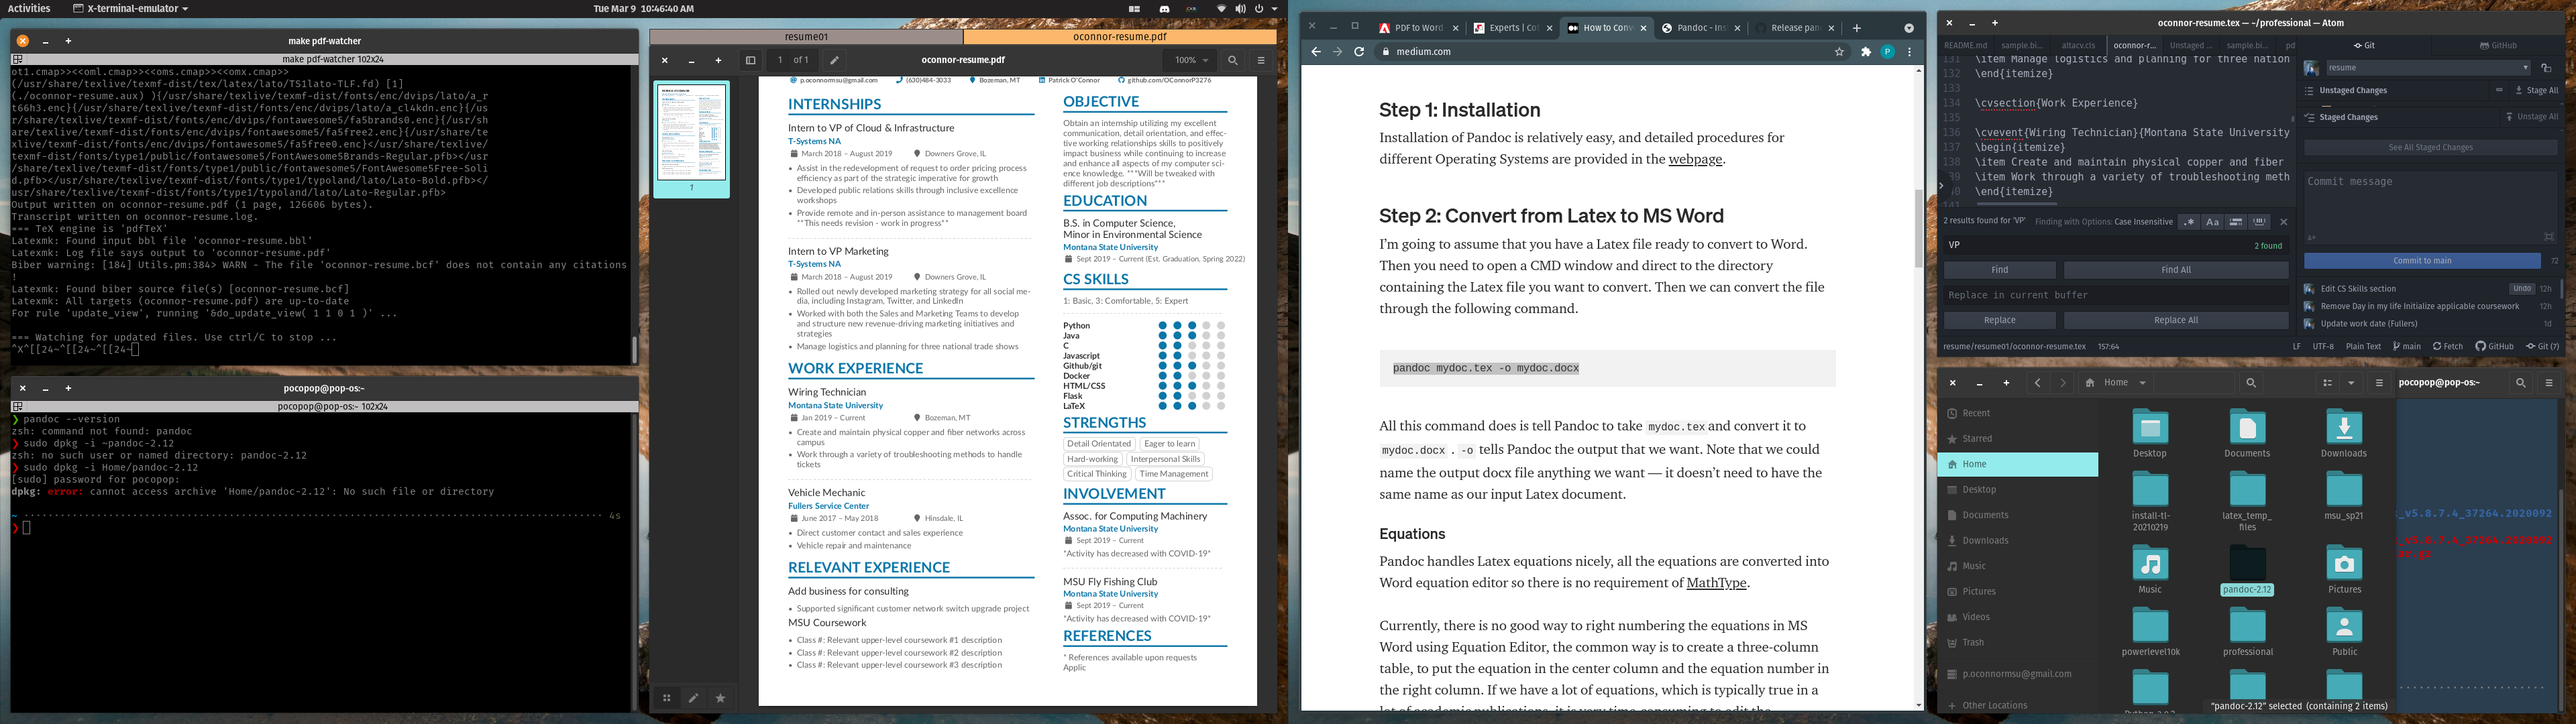 Activities
X-terminal-emulator
Tue Mar 9 10:46:40 AM
make pdf-watcher
make pdf-watcher 102x24
ot1.cmap>><<oml.cmap>><<oms.cmap>><<omx.cmap>>
(/usr/share/texlive/texmf-dist/tex/latex/lato/TS1lato-TLF.fd) [1]
(./oconnor-resume.aux) ){/usr/share/texlive/texmf-dist/fonts/enc/dvips/lato/a_r
t66h3.enc}{/usr/share/texlive/texmf-dist/fonts/enc/dvips/lato/a_cl4kdn.enc}{/us
r/share/texlive/texmf-dist/fonts/enc/dvips/fontawesome5/fa5brands0.enc}{/usr/sh
are/texlive/texmf-dist/fonts/enc/dvips/fontawesome5/fa5free2.enc}{/usr/share/te
xlive/texmf-dist/fonts/enc/dvips/fontawesome5/fa5free0.enc}</usr/share/texlive/
texmf-dist/fonts/type1/public/fontawesome5/FontAwesome5Brands-Regular.pfb></usr
/share/texlive/texmf-dist/fonts/type1/public/fontawesome5/FontAwesome5Free-Soli
d.pfb></usr/share/texlive/texmf-dist/fonts/type1/typoland/lato/Lato-Bold.pfb></
usr/share/texlive/texmf-dist/fonts/type1/typoland/lato/Lato-Regular.pfb>
Output written on oconnor-resume.pdf (1 page, 126606 bytes).
Transcript written on oconnor-resume.log.
=== TeX engine is 'pdfTeX'
Latexmk: Found input bbl file 'oconnor-resume.bbl'
Latexmk: Log file says output to 'oconnor-resume.pdf'
Biber warning: [184] Utils.pm:384> WARN - The file 'oconnor-resume.bcf' does not contain any citations
!
Latexmk: Found biber source file(s) [oconnor-resume.bcf]
Latexmk: All targets (oconnor-resume.pdf) are up-to-date
For rule 'update_view', running '&do_update_view( 1 1 0 1 )' ...
=== Watching for updated files. Use ctrl/C to stop ...
^X^[[24~^[[24~^[[24~
pocopop@pop-os:~
pocopop@pop-os:~ 102x24
❯ pandoc --version
zsh: command not found: pandoc
❯ sudo dpkg -i ~pandoc-2.12
zsh: no such user or named directory: pandoc-2.12
❯ sudo dpkg -i Home/pandoc-2.12
[sudo] password for pocopop:
dpkg: error: cannot access archive 'Home/pandoc-2.12': No such file or directory
~ 4s
❯
resume01
oconnor-resume.pdf
1 of 1
oconnor-resume.pdf
100%
1
p.oconnormsu@gmail.com (630)484-3033 Bozeman, MT Patrick O'Connor github.com/OConnorP3276
INTERNSHIPS
Intern to VP of Cloud & Infrastructure
T-Systems NA
March 2018 – August 2019 Downers Grove, IL
• Assist in the redevelopment of request to order pricing process
efficiency as part of the strategic imperative for growth
• Developed public relations skills through inclusive excellence
workshops
• Provide remote and in-person assistance to management board
**This needs revision - work in progress**
Intern to VP Marketing
T-Systems NA
March 2018 – August 2019 Downers Grove, IL
• Rolled out newly developed marketing strategy for all social me-
dia, including Instagram, Twitter, and LinkedIn
• Worked with both the Sales and Marketing Teams to develop
and structure new revenue-driving marketing initiatives and
strategies
• Manage logistics and planning for three national trade shows
WORK EXPERIENCE
Wiring Technician
Montana State University
Jan 2019 – Current Bozeman, MT
• Create and maintain physical copper and fiber networks across
campus
• Work through a variety of troubleshooting methods to handle
tickets
Vehicle Mechanic
Fullers Service Center
June 2017 – May 2018 Hinsdale, IL
• Direct customer contact and sales experience
• Vehicle repair and maintenance
RELEVANT EXPERIENCE
Add business for consulting
• Supported significant customer network switch upgrade project
MSU Coursework
• Class #: Relevant upper-level coursework #1 description
• Class #: Relevant upper-level coursework #2 description
• Class #: Relevant upper-level coursework #3 description
OBJECTIVE
Obtain an internship utilizing my excellent
communication, detail orientation, and effec-
tive working relationships skills to positively
impact business while continuing to increase
and enhance all aspects of my computer sci-
ence knowledge. ***Will be tweaked with
different job descriptions***
EDUCATION
B.S. in Computer Science,
Minor in Environmental Science
Montana State University
Sept 2019 – Current (Est. Graduation, Spring 2022)
CS SKILLS
1: Basic, 3: Comfortable, 5: Expert
Python
Java
C
Javascript
Github/git
Docker
HTML/CSS
Flask
LaTeX
STRENGTHS
Detail Orientated Eager to learn
Hard-working Interpersonal Skills
Critical Thinking Time Management
INVOLVEMENT
Assoc. for Computing Machinery
Montana State University
Sept 2019 – Current
*Activity has decreased with COVID-19*
MSU Fly Fishing Club
Montana State University
Sept 2019 – Current
*Activity has decreased with COVID-19*
REFERENCES
* References available upon requests
Applic
PDF to Word
Experts | Col
How to Conv
Pandoc - Ins
Release pan
medium.com
P
Step 1: Installation
Installation of Pandoc is relatively easy, and detailed procedures for
different Operating Systems are provided in the webpage.
Step 2: Convert from Latex to MS Word
I'm going to assume that you have a Latex file ready to convert to Word.
Then you need to open a CMD window and direct to the directory
containing the Latex file you want to convert. Then we can convert the file
through the following command.
pandoc mydoc.tex -o mydoc.docx
All this command does is tell Pandoc to take mydoc.tex and convert it to
mydoc.docx . -o tells Pandoc the output that we want. Note that we could
name the output docx file anything we want — it doesn't need to have the
same name as our input Latex document.
Equations
Pandoc handles Latex equations nicely, all the equations are converted into
Word equation editor so there is no requirement of MathType.
Currently, there is no good way to right numbering the equations in MS
Word using Equation Editor, the common way is to create a three-column
table, to put the equation in the center column and the equation number in
the right column. If we have a lot of equations, which is typically true in a
lot of academic publications, it is very time-consuming to edit the
oconnor-resume.tex — ~/professional — Atom
README.md
sample.bi...
altacv.cls
oconnor-r...
Unstaged ...
sample.bi...
pd
Git
GitHub
131 \item Manage logistics and planning for three nation
132 \end{itemize}
133
134 \cvsection{Work Experience}
135
136 \cvevent{Wiring Technician}{Montana State University
137 \begin{itemize}
138 \item Create and maintain physical copper and fiber
139 \item Work through a variety of troubleshooting meth
40 \end{itemize}
141
2 results found for 'VP'
Finding with Options: Case Insensitive
.* Aa
VP
2 found
Find
Find All
Replace in current buffer
Replace
Replace All
resume/resume01/oconnor-resume.tex 157:64
LF UTF-8 Plain Text main Fetch GitHub Git (7)
resume
Unstaged Changes
Stage All
Staged Changes
Unstage All
See All Staged Changes
Commit message
Commit to main
72
Edit CS Skills section Undo 12h
Remove Day in my life Initialize applicable coursework 12h
Update work date (Fullers) 1d
Home
pocopop@pop-os:~
Recent
Starred
Home
Desktop
Documents
Downloads
Music
Pictures
Videos
Trash
p.oconnormsu@gmail.com
Other Locations
Desktop
Documents
Downloads
install-tl-
20210219
latex_temp_
files
msu_sp21
Music
pandoc-2.12
Pictures
powerlevel10k
professional
Public
"pandoc-2.12" selected (containing 2 items)
_v5.8.7.4_37264.2020092